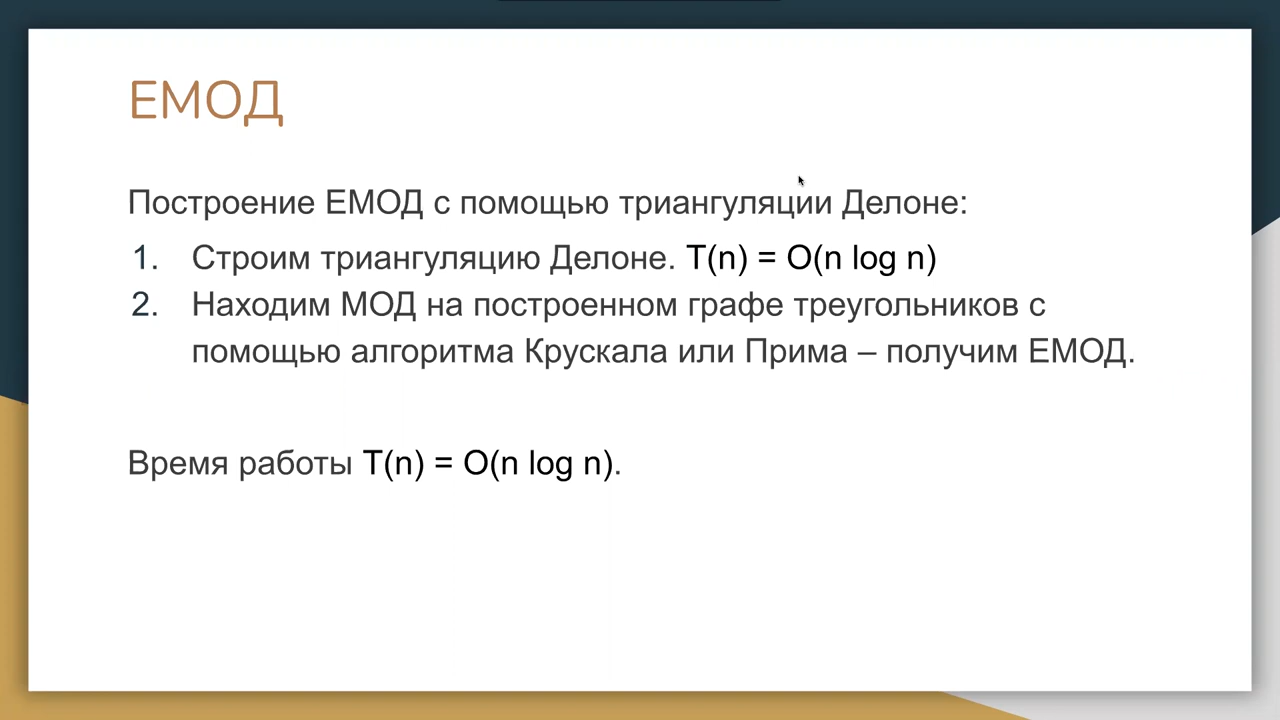 ЕМОД
Построение ЕМОД с помощью триангуляции Делоне:
1. Строим триангуляцию Делоне. T(n) = O(n log n)
2. Находим МОД на построенном графе треугольников с
помощью алгоритма Крускала или Прима – получим ЕМОД.
Время работы T(n) = O(n log n).